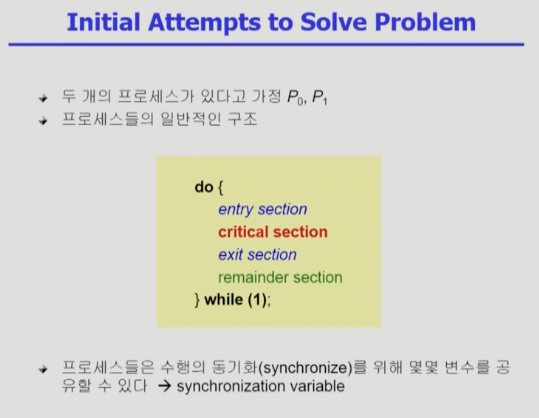 Initial Attempts to Solve Problem
두 개의 프로세스가 있다고 가정 P₀, P₁
프로세스들의 일반적인 구조
do {
entry section
critical section
exit section
remainder section
} while (1);
프로세스들은 수행의 동기화(synchronize)를 위해 몇몇 변수를 공
유할 수 있다 → synchronization variable